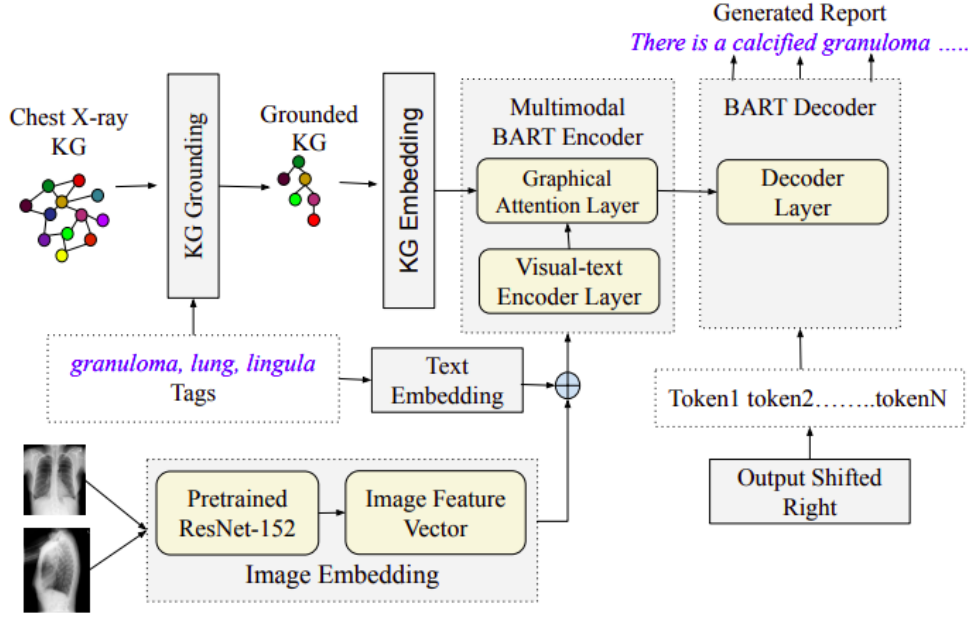 Generated Report
There is a calcified granuloma …..
Chest X-ray
KG
KG Grounding
Grounded
KG
KG Embedding
Multimodal
BART Encoder
Graphical
Attention Layer
Visual-text
Encoder Layer
BART Decoder
Decoder
Layer
granuloma, lung, lingula
Tags
Text
Embedding
Token1 token2……..tokenN
Output Shifted
Right
Pretrained
ResNet-152
Image Feature
Vector
Image Embedding